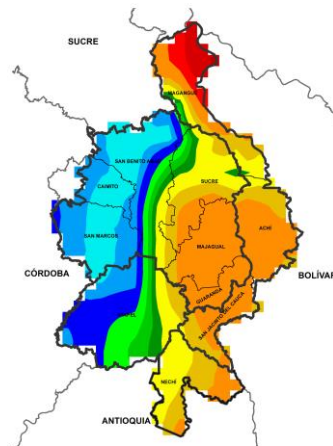 SUCRE
MAGANGUÉ
SAN BENITO ABAD
CAIMITO
SUCRE
SAN MARCOS
ACHÍ
MAJAGUAL
CÓRDOBA
BOLÍVAR
GUARANDA
SAN JACINTO DEL CAUCA
NECHÍ
ANTIOQUIA